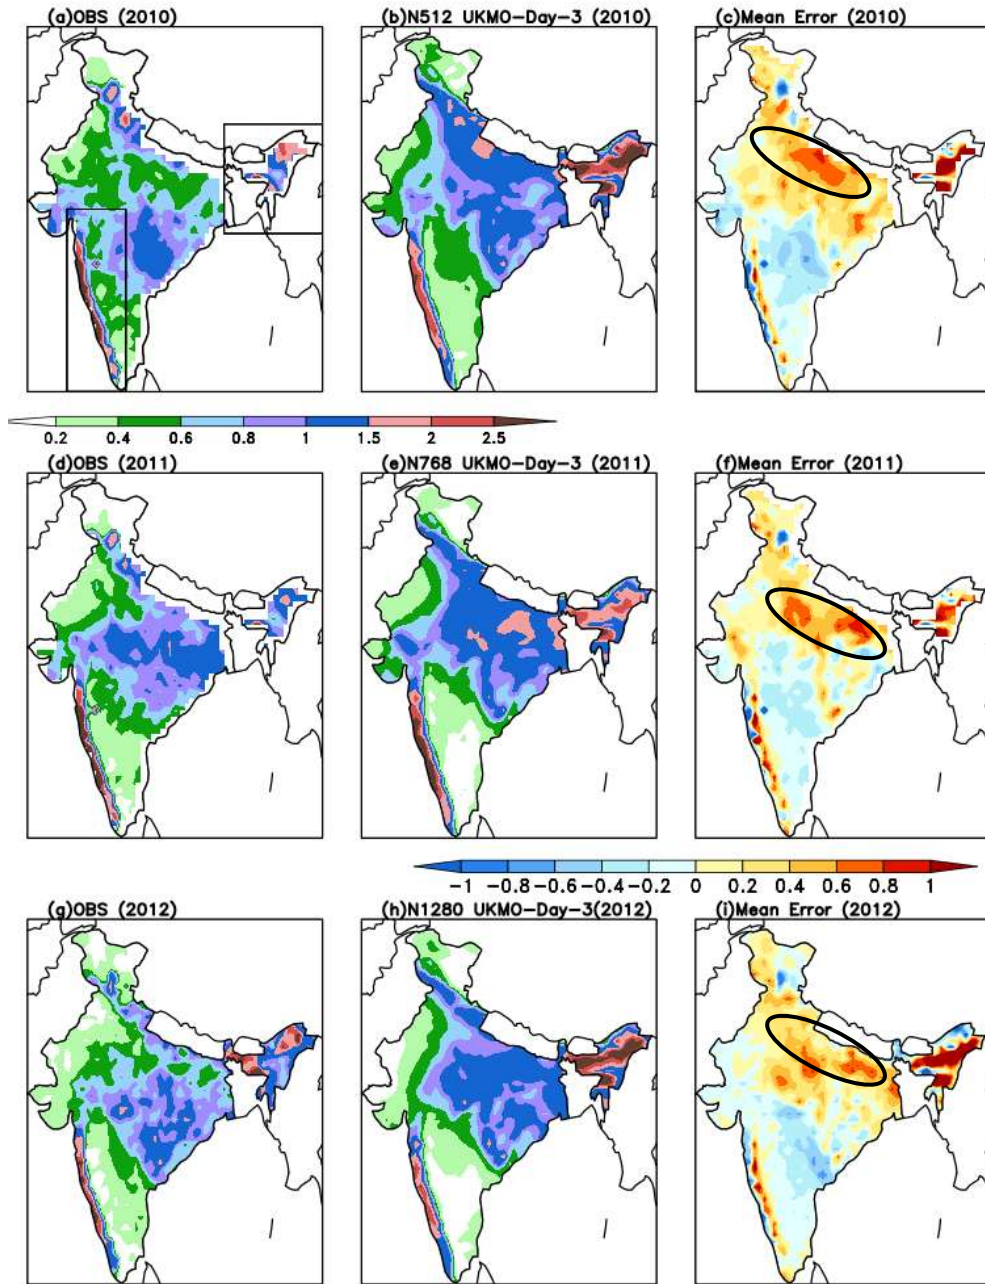 (a)OBS (2010)
(b)N512 UKMO-Day-3 (2010)
(c)Mean Error (2010)
0.2 0.4 0.6 0.8 1 1.5 2 2.5
(d)OBS (2011)
(e)N768 UKMO-Day-3 (2011)
(f)Mean Error (2011)
-1 -0.8 -0.6 -0.4 -0.2 0 0.2 0.4 0.6 0.8 1
(g)OBS (2012)
(h)N1280 UKMO-Day-3(2012)
(i)Mean Error (2012)